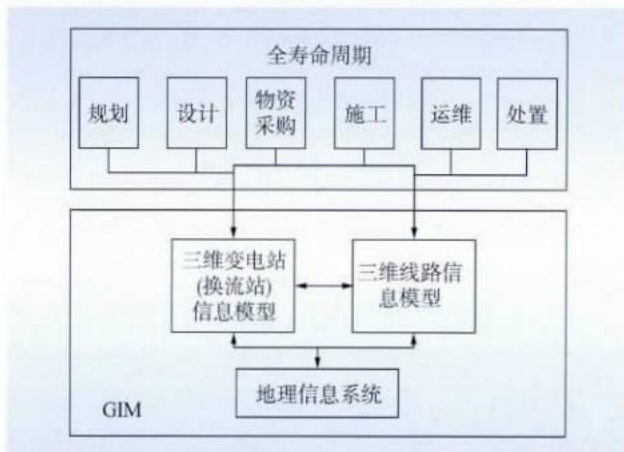 全寿命周期
规划
设计
物资
采购
施工
运维
处置
三维变电站
(换流站)
信息模型
三维线路信
息模型
地理信息系统
GIM